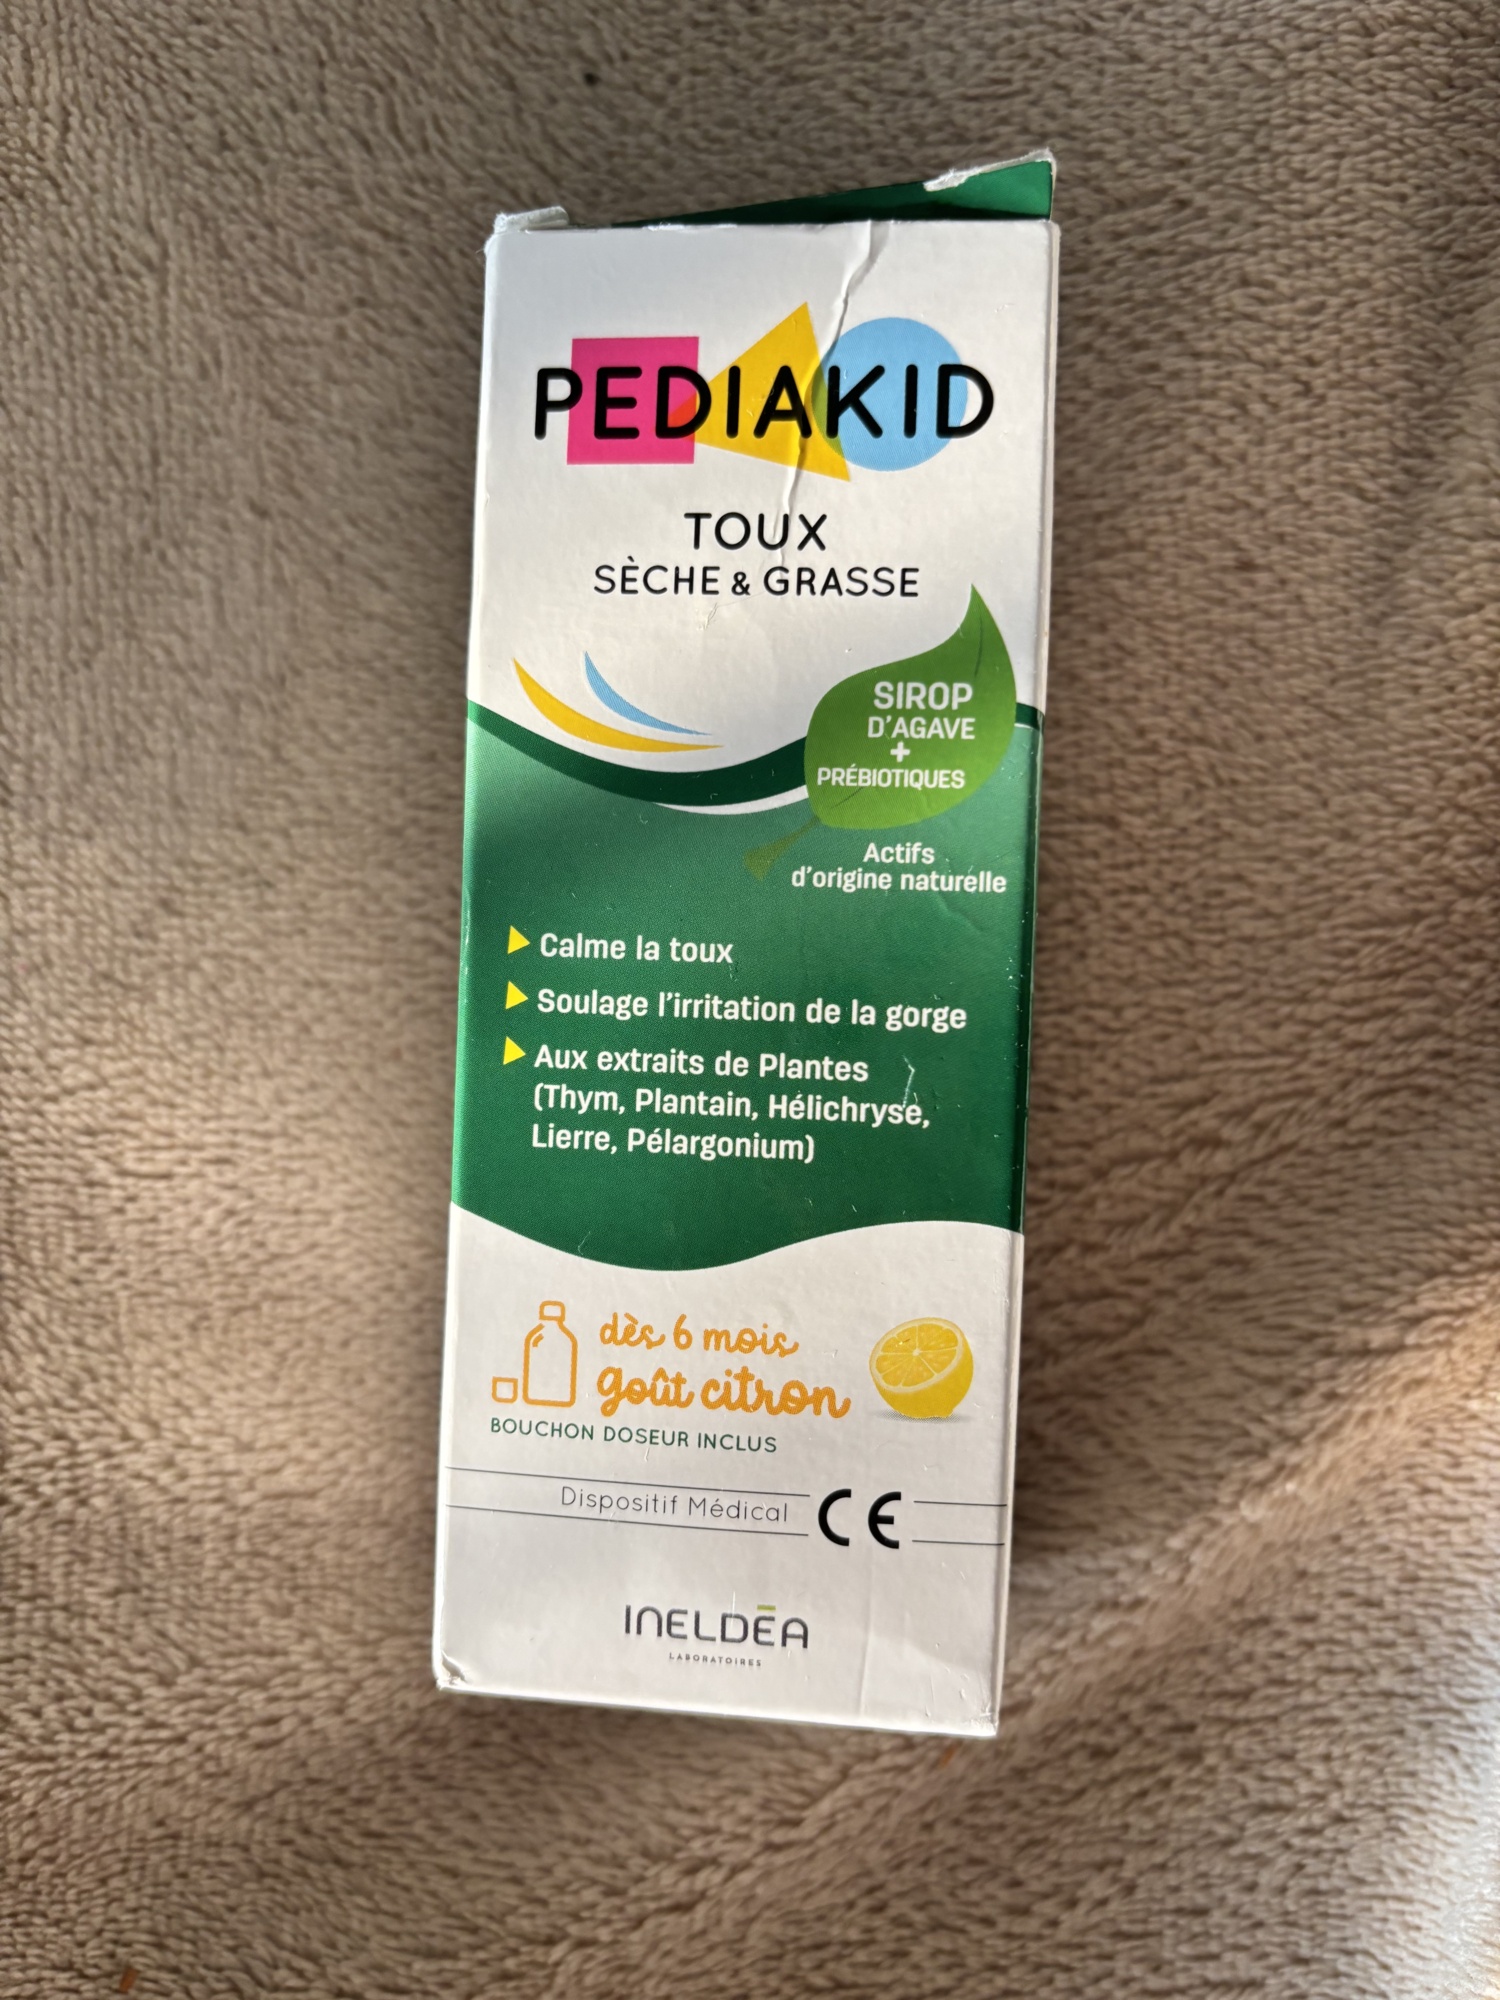 PEDIAKID
TOUX
SÈCHE & GRASSE
SIROP
D'AGAVE
+
PRÉBIOTIQUES
Actifs
d'origine naturelle
Calme la toux
Soulage l'irritation de la gorge
Aux extraits de Plantes
(Thym, Plantain, Hélichryse,
Lierre, Pélargonium)
dès 6 mois
goût citron
BOUCHON DOSEUR INCLUS
Dispositif Médical CE
INELDĒA
LABORATOIRES